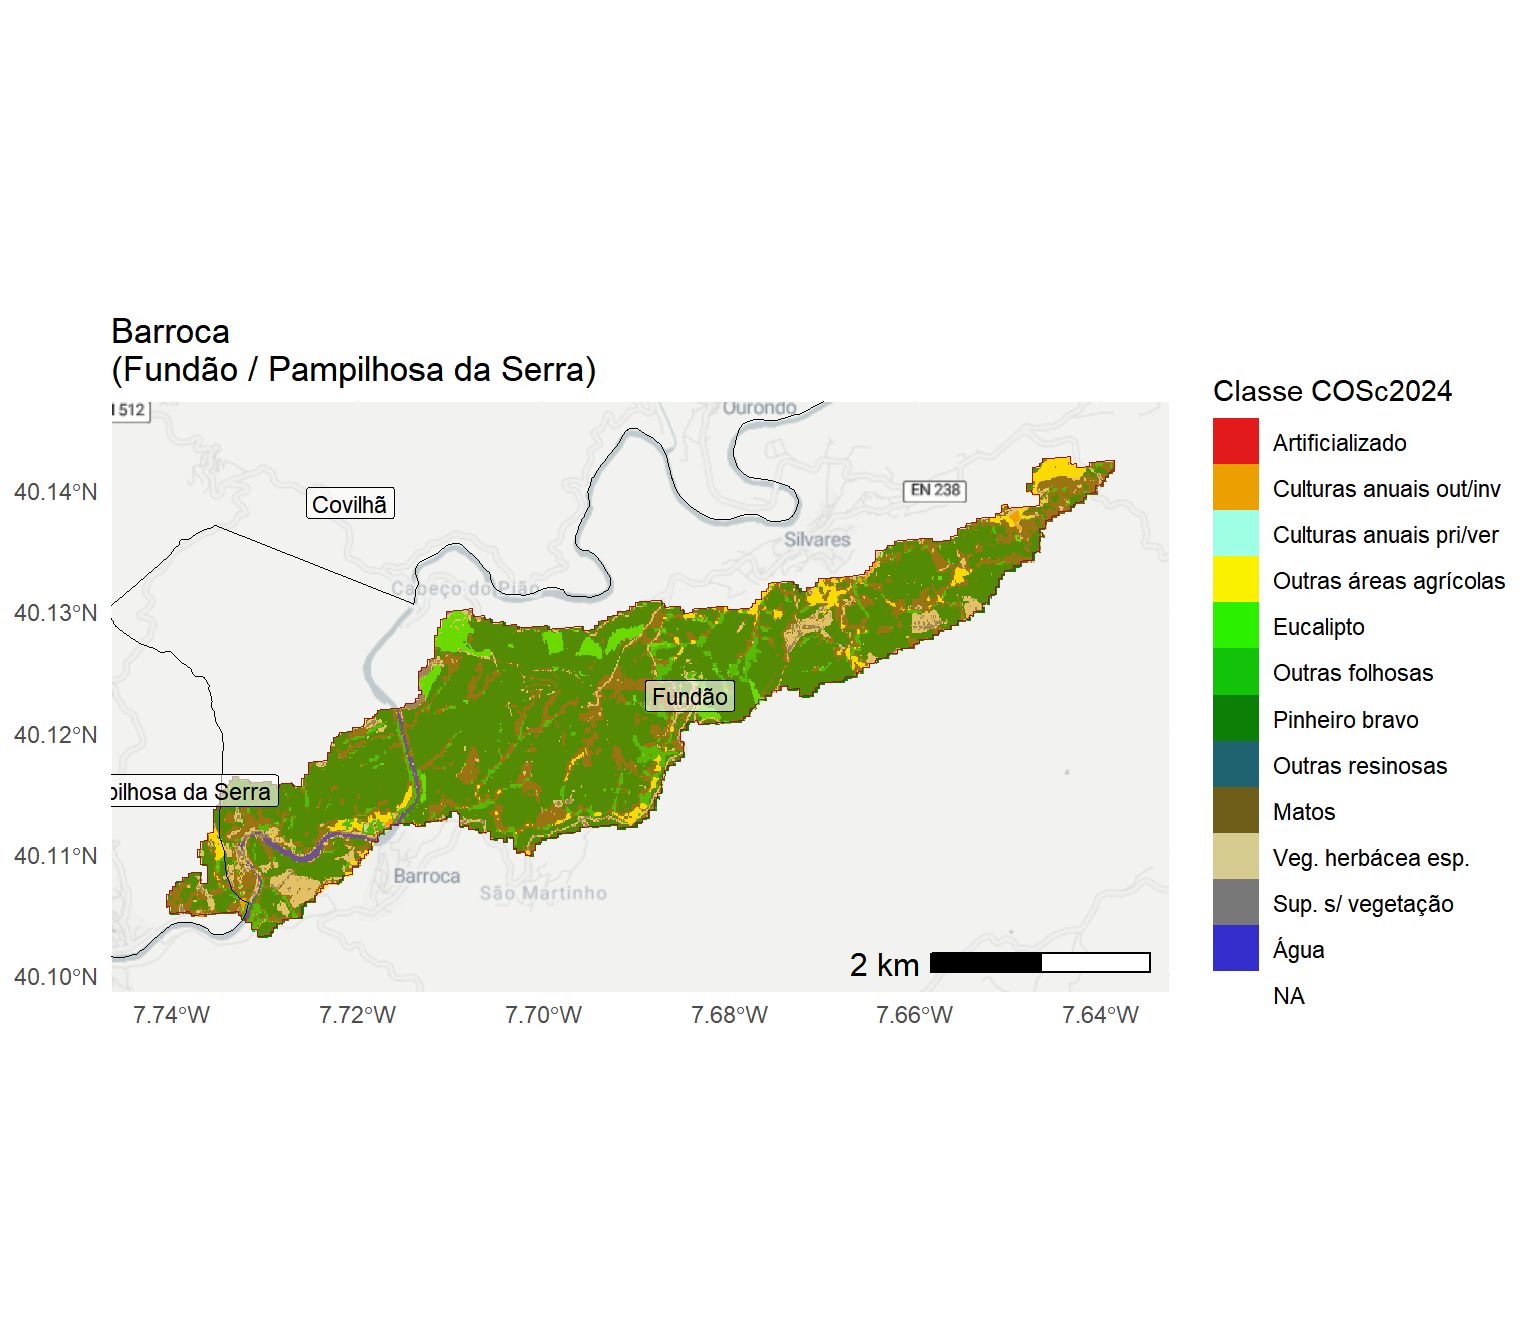 Barroca
(Fundão / Pampilhosa da Serra)
Classe COSc2024
Artificializado
Culturas anuais out/inv
Culturas anuais pri/ver
Outras áreas agrícolas
Eucalipto
Outras folhosas
Pinheiro bravo
Outras resinosas
Matos
Veg. herbácea esp.
Sup. s/ vegetação
Água
NA
512
Ourondo
EN 238
Covilhã
Silvares
Cabeço do Pião
Fundão
pilhosa da Serra
Barroca
São Martinho
2 km
40.14°N
40.13°N
40.12°N
40.11°N
40.10°N
7.74°W
7.72°W
7.70°W
7.68°W
7.66°W
7.64°W